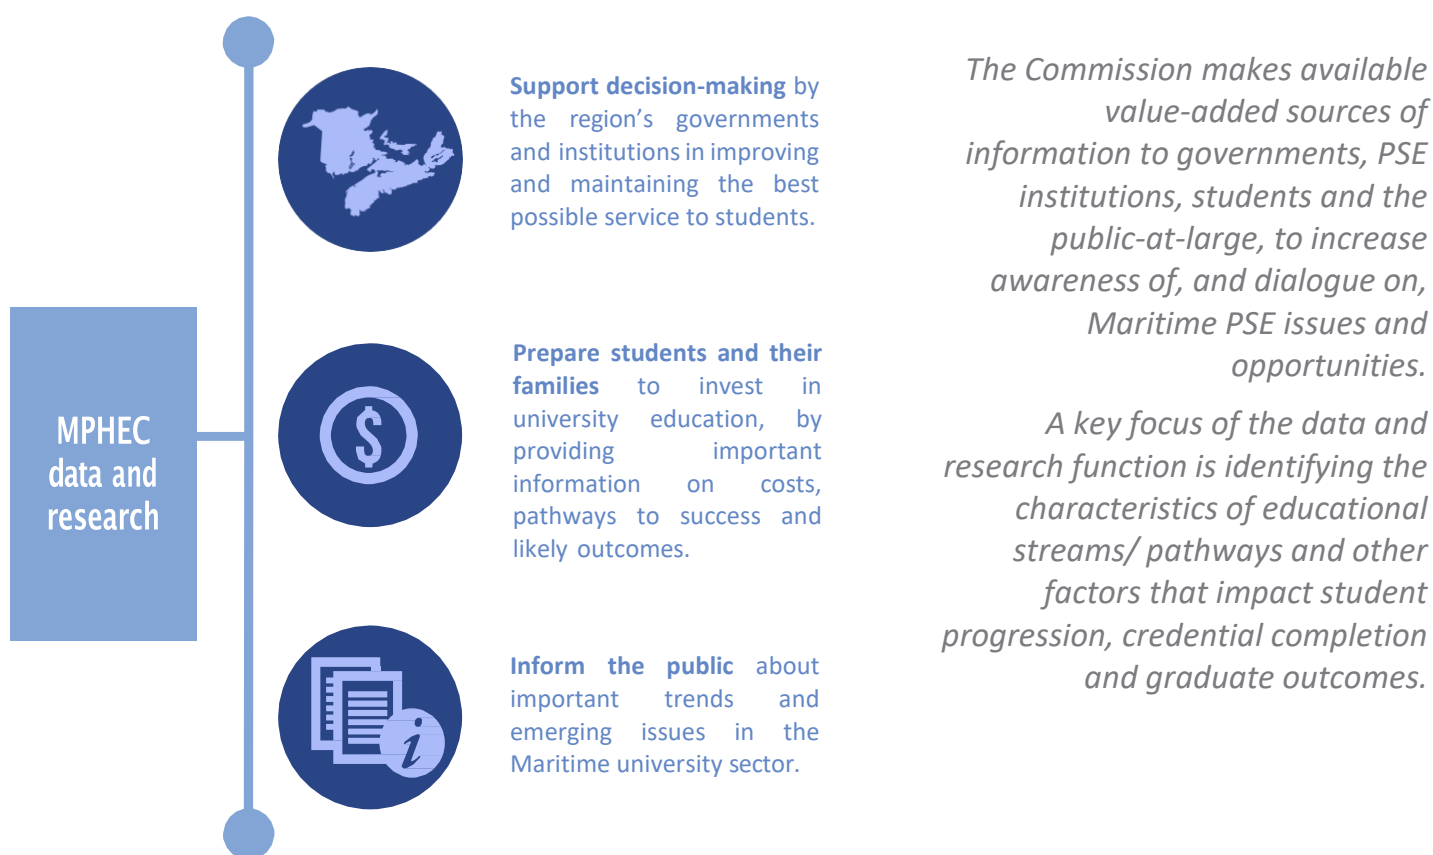 MPHEC
data and
research
Support decision-making by
the region's governments
and institutions in improving
and maintaining the best
possible service to students.
Prepare students and their
families to invest in
university education, by
providing important
information on costs,
pathways to success and
likely outcomes.
Inform the public about
important trends and
emerging issues in the
Maritime university sector.
The Commission makes available
value-added sources of
information to governments, PSE
institutions, students and the
public-at-large, to increase
awareness of, and dialogue on,
Maritime PSE issues and
opportunities.
A key focus of the data and
research function is identifying the
characteristics of educational
streams/ pathways and other
factors that impact student
progression, credential completion
and graduate outcomes.